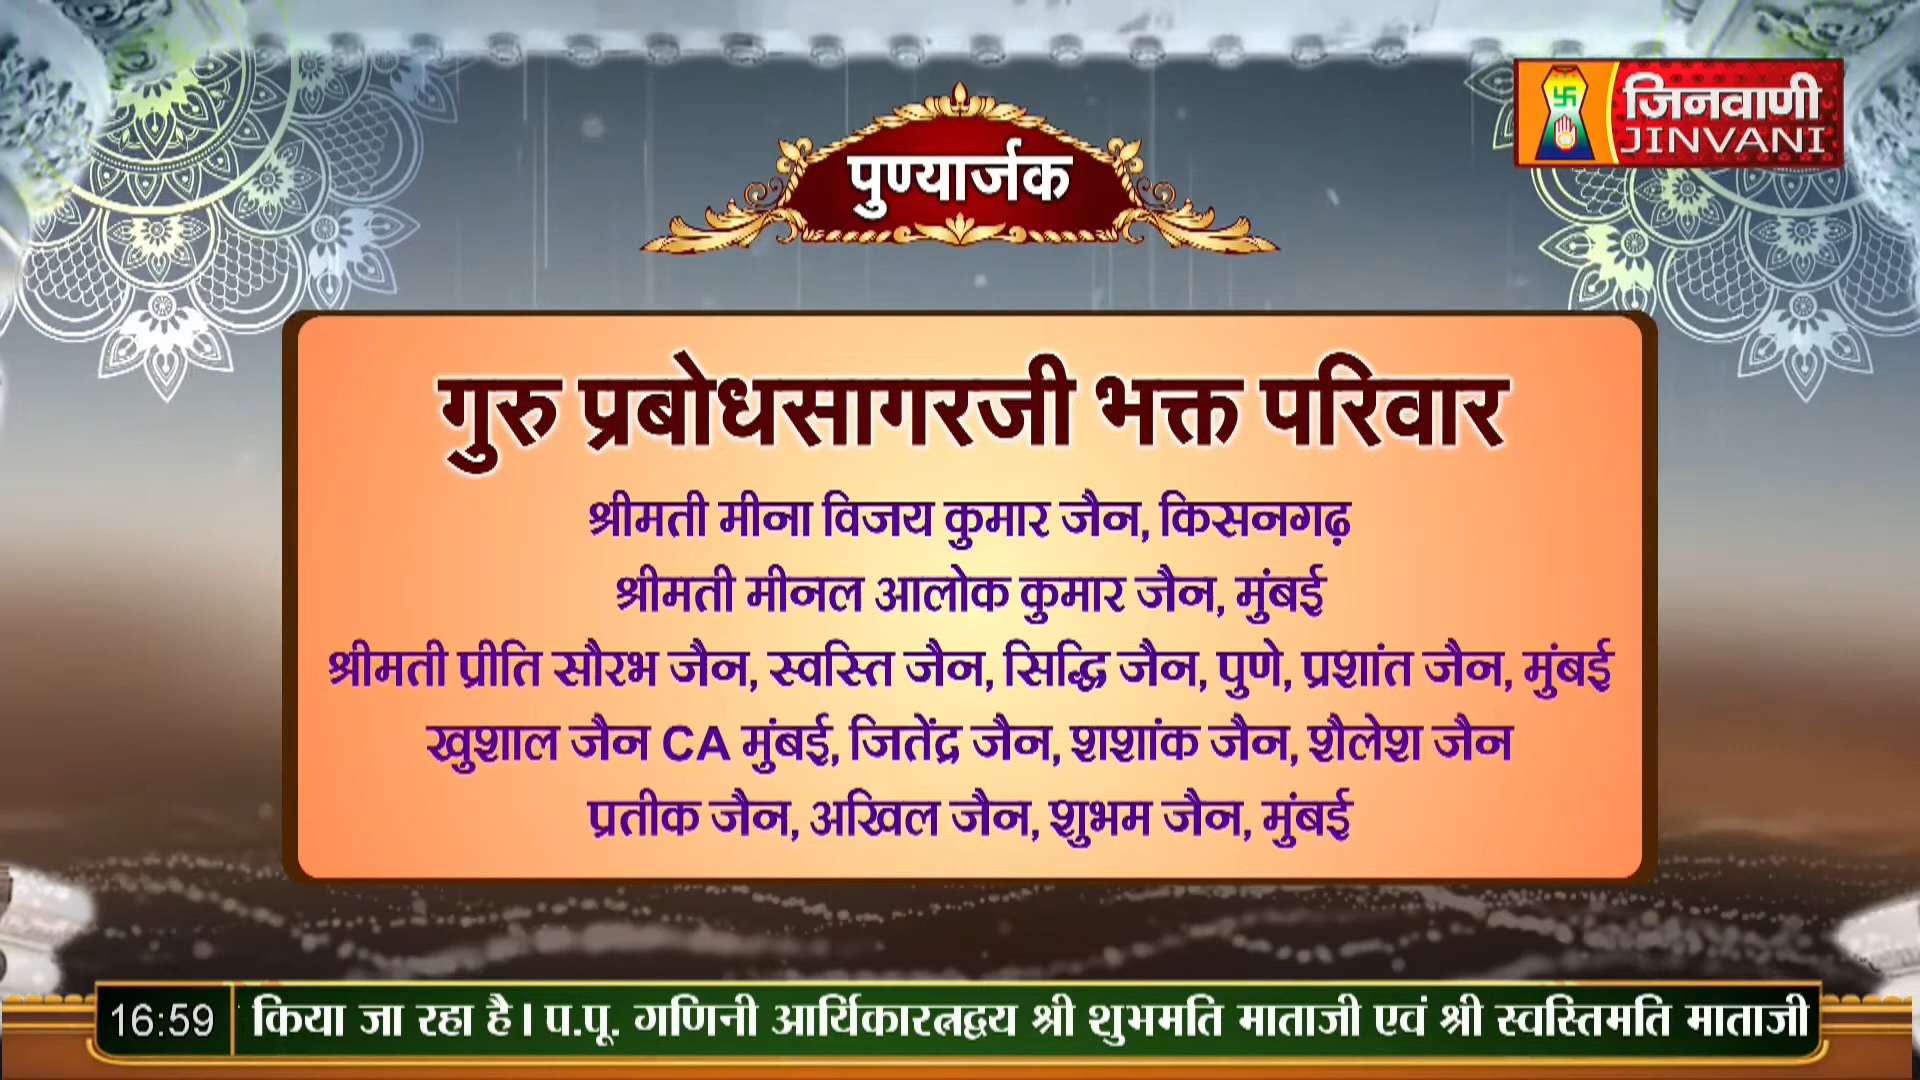 जिनवाणी
JINVANI
पुण्यार्जक
गुरु प्रबोधसागरजी भक्त परिवार
श्रीमती मीना विजय कुमार जैन, किसनगढ़
श्रीमती मीनल आलोक कुमार जैन, मुंबई
श्रीमती प्रीति सौरभ जैन, स्वस्ति जैन, सिद्धि जैन, पुणे, प्रशांत जैन, मुंबई
खुशाल जैन CA मुंबई, जितेंद्र जैन, शशांक जैन, शैलेश जैन
प्रतीक जैन, अखिल जैन, शुभम जैन, मुंबई
16:59 किया जा रहा है। प.पू. गणिनी आर्यिकारत्नद्वय श्री शुभमति माताजी एवं श्री स्वस्तिमति माताजी